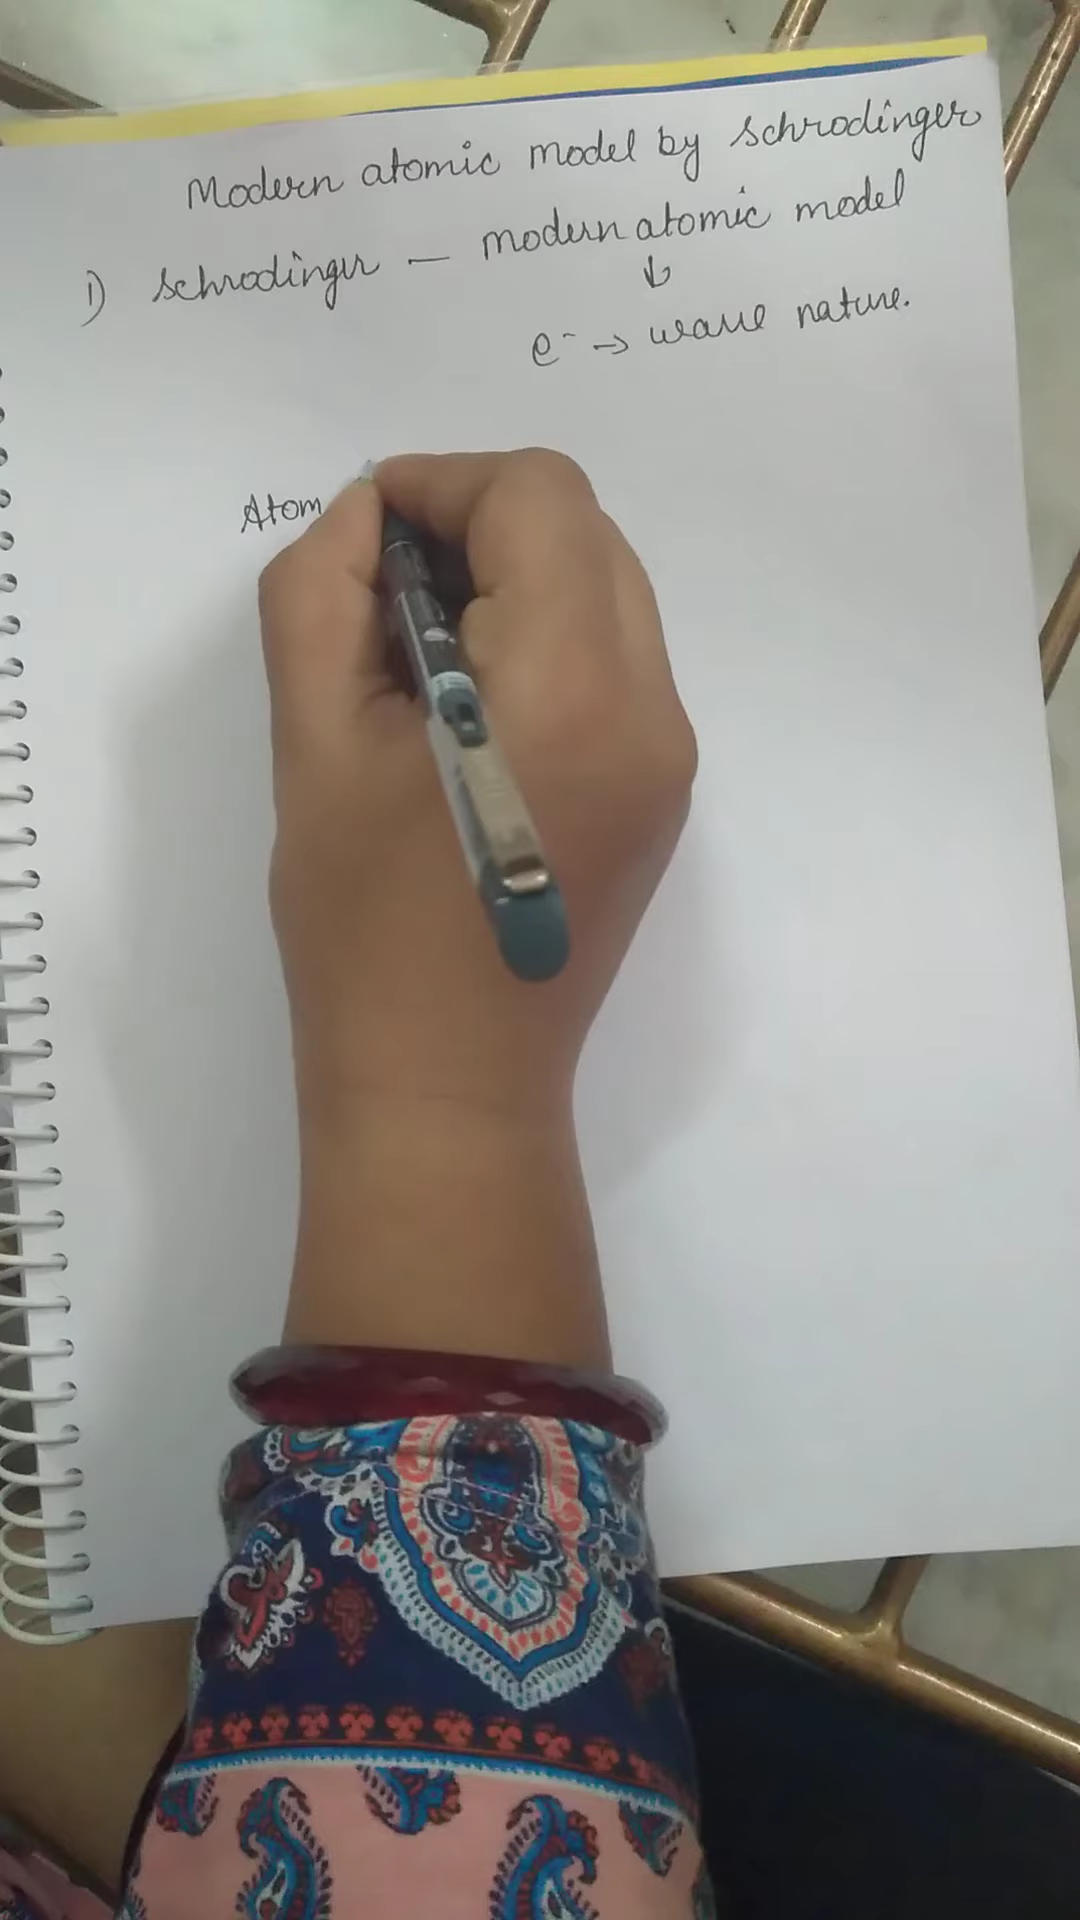 Modern atomic model by Schrodinger
1) Schrodinger — modern atomic model
↓
e⁻ → wave nature.
Atom